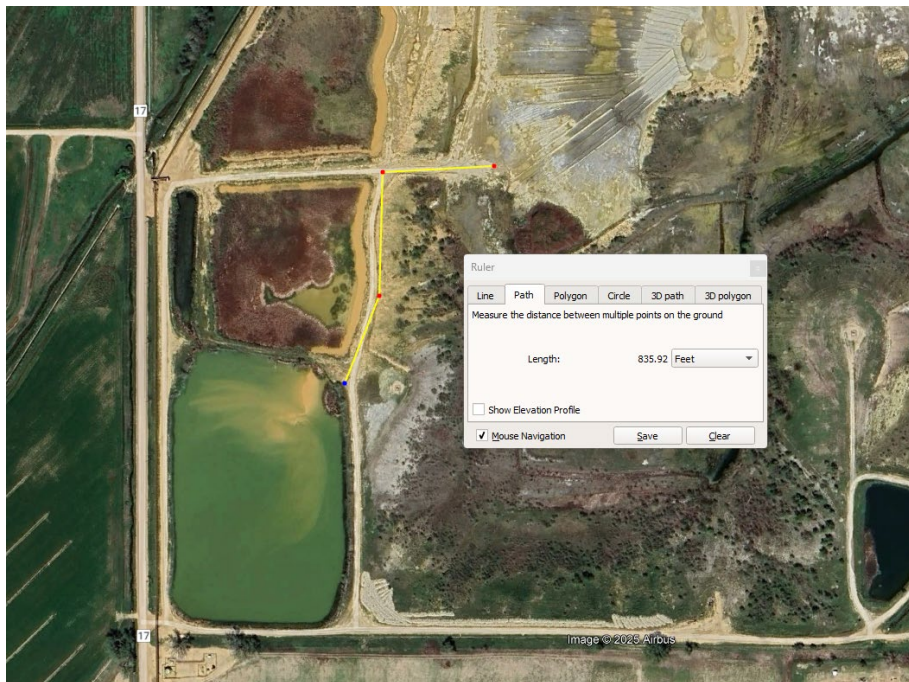 17
Ruler
Line Path Polygon Circle 3D path 3D polygon
Measure the distance between multiple points on the ground
Length: 835.92 Feet
Show Elevation Profile
Mouse Navigation Save Clear
17
Image © 2025 Airbus